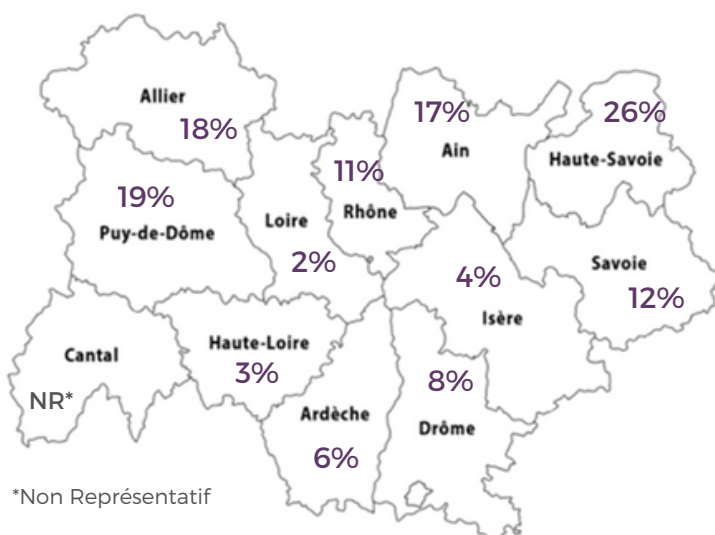 Allier
18%
17%
Ain
26%
Haute-Savoie
19%
Puy-de-Dôme
Loire
2%
11%
Rhône
4%
Isère
Savoie
12%
Cantal
NR*
Haute-Loire
3%
Ardèche
6%
8%
Drôme
*Non Représentatif